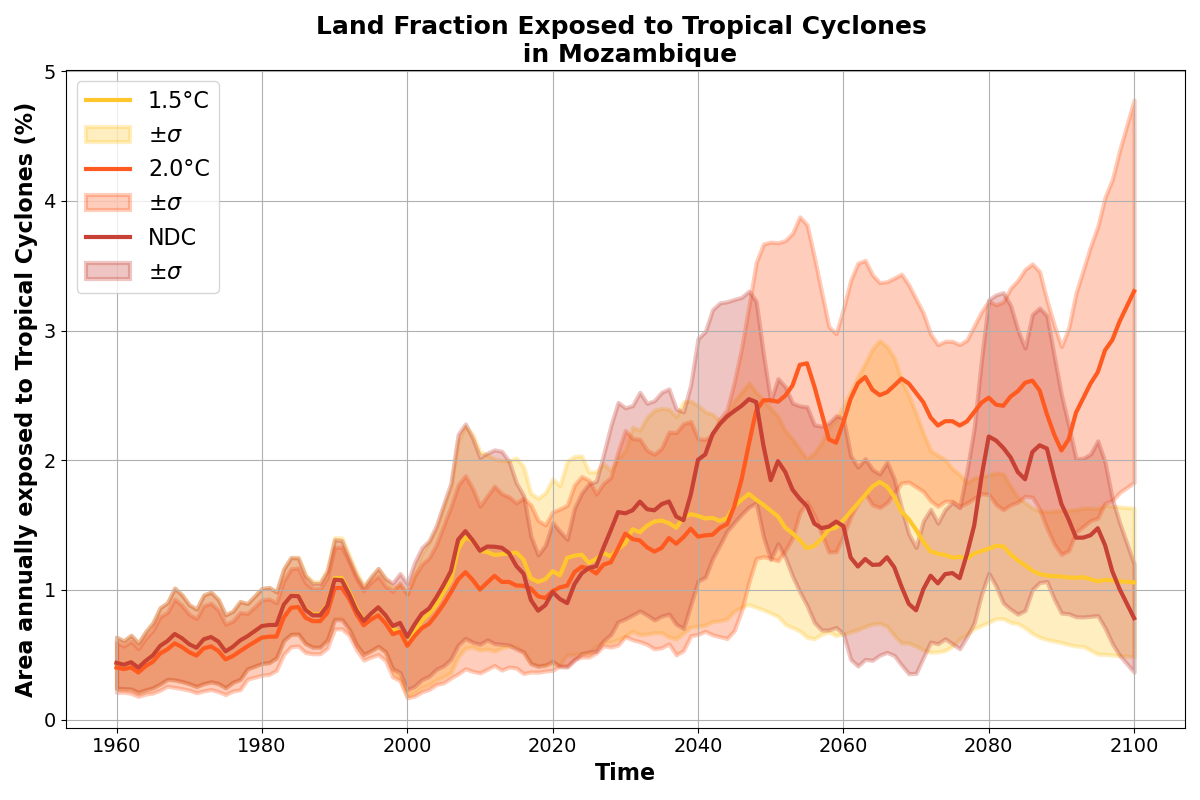 Land Fraction Exposed to Tropical Cyclones
in Mozambique
Area annually exposed to Tropical Cyclones (%)
5
4
3
2
1
0
1.5°C
±σ
2.0°C
±σ
NDC
±σ
1960 1980 2000 2020 2040 2060 2080 2100
Time